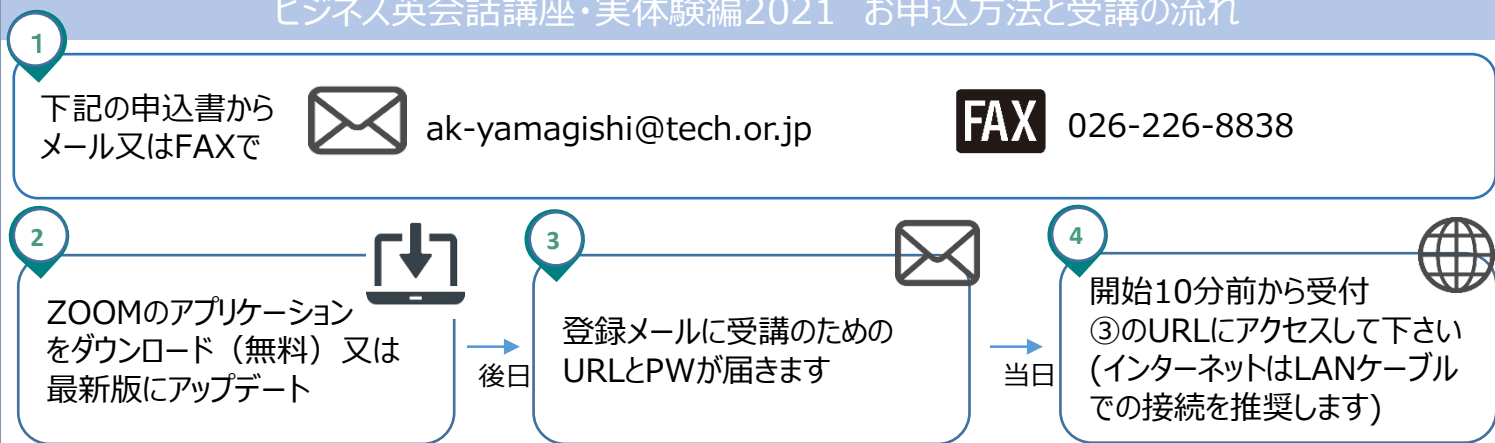 ビジネス英会話講座・実体験編2021　お申込方法と受講の流れ
1
下記の申込書から
メール又はFAXで
ak-yamagishi@tech.or.jp
FAX 026-226-8838
2
ZOOMのアプリケーション
をダウンロード（無料）又は
最新版にアップデート
後日
3
登録メールに受講のための
URLとPWが届きます
当日
4
開始10分前から受付
③のURLにアクセスして下さい
(インターネットはLANケーブル
での接続を推奨します)